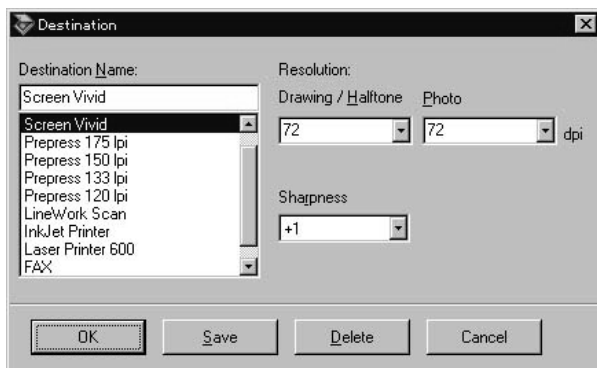 Destination
Destination Name:
Screen Vivid
Screen Vivid
Prepress 175 lpi
Prepress 150 lpi
Prepress 133 lpi
Prepress 120 lpi
LineWork Scan
InkJet Printer
Laser Printer 600
FAX
Resolution:
Drawing / Halftone Photo
72 72 dpi
Sharpness
+1
OK Save Delete Cancel